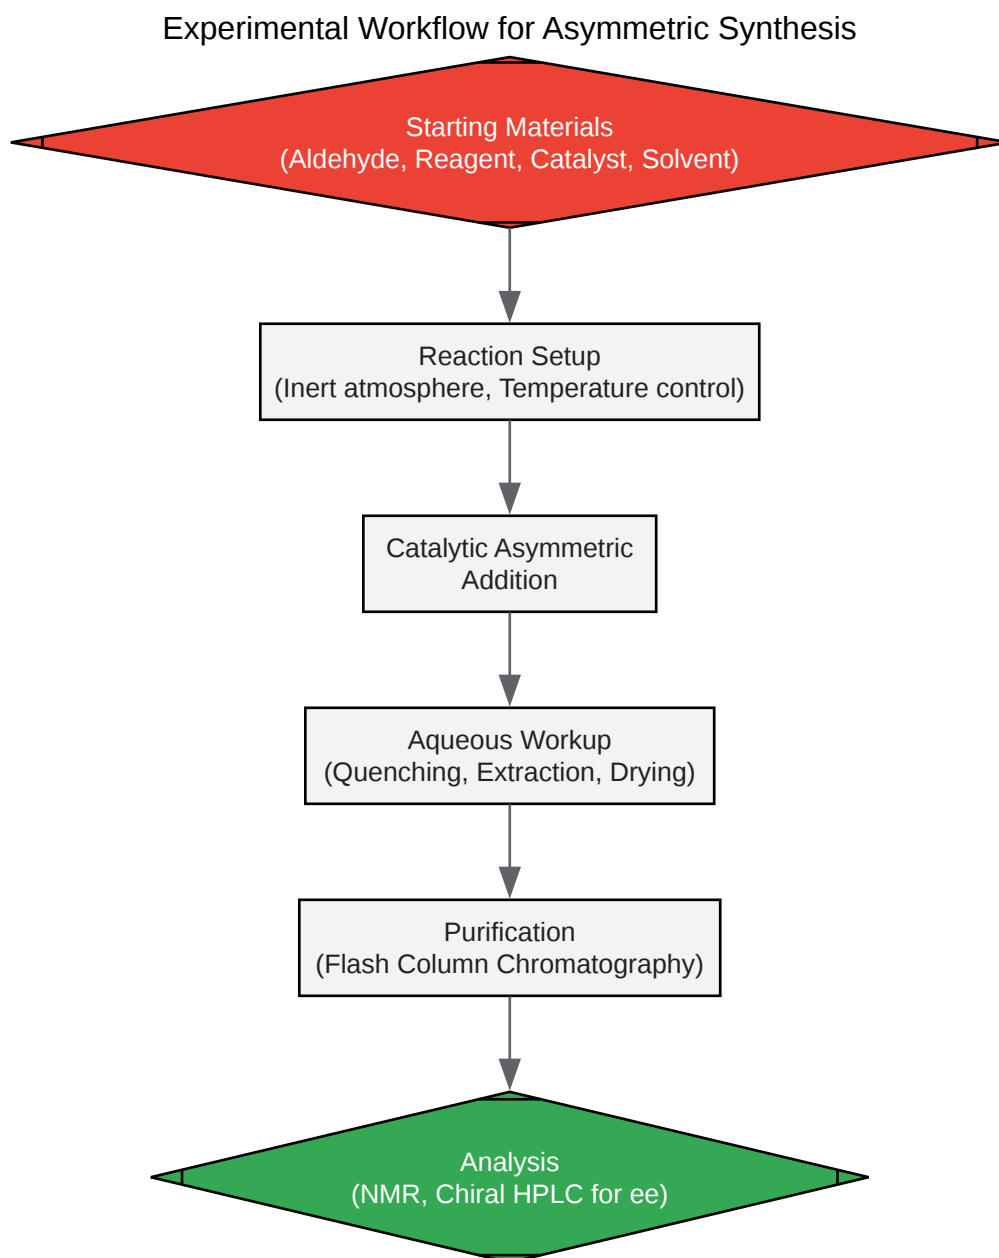 Experimental Workflow for Asymmetric Synthesis
Starting Materials
(Aldehyde, Reagent, Catalyst, Solvent)
Reaction Setup
(Inert atmosphere, Temperature control)
Catalytic Asymmetric
Addition
Aqueous Workup
(Quenching, Extraction, Drying)
Purification
(Flash Column Chromatography)
Analysis
(NMR, Chiral HPLC for ee)